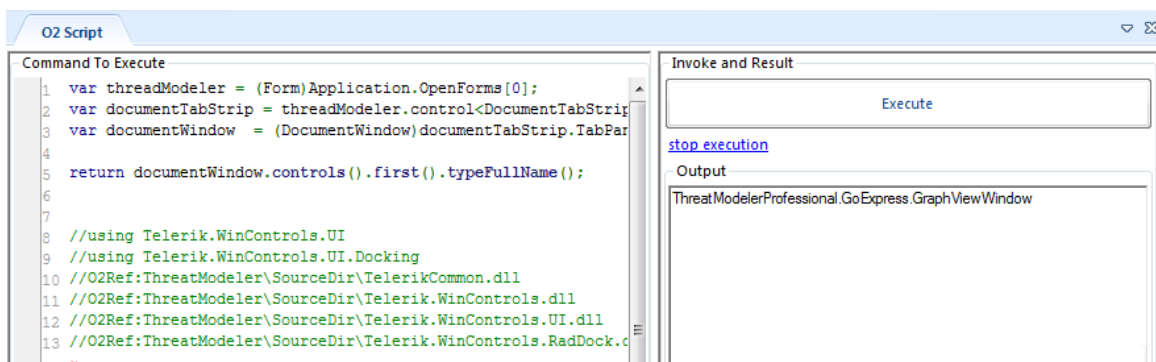 O2 Script
Command To Execute
1 var threadModeler = (Form)Application.OpenForms[0];
2 var documentTabStrip = threadModeler.control<DocumentTabStrip
3 var documentWindow = (DocumentWindow)documentTabStrip.TabPan
4
5 return documentWindow.controls().first().typeFullName();
6
7
8 //using Telerik.WinControls.UI
9 //using Telerik.WinControls.UI.Docking
10 //O2Ref:ThreatModeler\SourceDir\TelerikCommon.dll
11 //O2Ref:ThreatModeler\SourceDir\Telerik.WinControls.dll
12 //O2Ref:ThreatModeler\SourceDir\Telerik.WinControls.UI.dll
13 //O2Ref:ThreatModeler\SourceDir\Telerik.WinControls.RadDock.d
Invoke and Result
Execute
stop execution
Output
ThreatModelerProfessional.GoExpress.GraphViewWindow